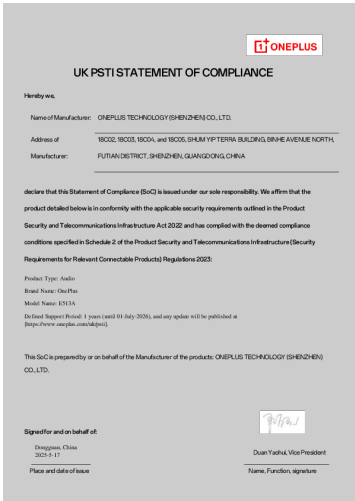 ONEPLUS
UK PSTI STATEMENT OF COMPLIANCE
Hereby we,
Name of Manufacturer: ONEPLUS TECHNOLOGY (SHENZHEN) CO., LTD.
Address of 18C02, 18C03, 18C04, and 18C05, SHUM YIP TERRA BUILDING, BINHE AVENUE NORTH,
Manufacturer: FUTIAN DISTRICT, SHENZHEN, GUANGDONG, CHINA
declare that this Statement of Compliance (SoC) is issued under our sole responsibility. We affirm that the
product detailed below is in conformity with the applicable security requirements outlined in the Product
Security and Telecommunications Infrastructure Act 2022 and has complied with the deemed compliance
conditions specified in Schedule 2 of the Product Security and Telecommunications Infrastructure (Security
Requirements for Relevant Connectable Products) Regulations 2023:
Product Type: Audio
Brand Name: OnePlus
Model Name: E513A
Defined Support Period: 1 years (until 01-July-2026), and any update will be published at
[https://www.oneplus.com/uk/psti].
This SoC is prepared by or on behalf of the Manufacturer of the products: ONEPLUS TECHNOLOGY (SHENZHEN)
CO., LTD.
Signed for and on behalf of:
Dongguan, China
2025-5-17
Duan Yaohui, Vice President
Place and date of issue
Name, Function, signature